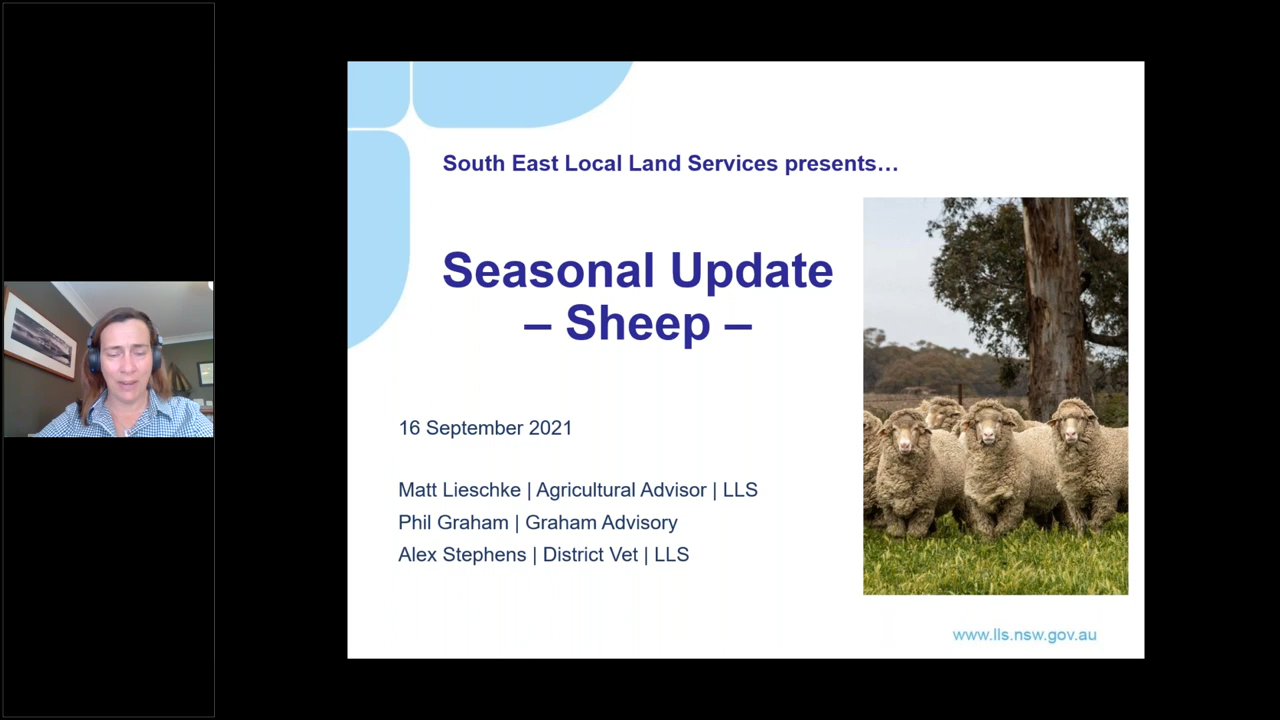 South East Local Land Services presents…
Seasonal Update
– Sheep –
16 September 2021
Matt Lieschke | Agricultural Advisor | LLS
Phil Graham | Graham Advisory
Alex Stephens | District Vet | LLS
www.lls.nsw.gov.au